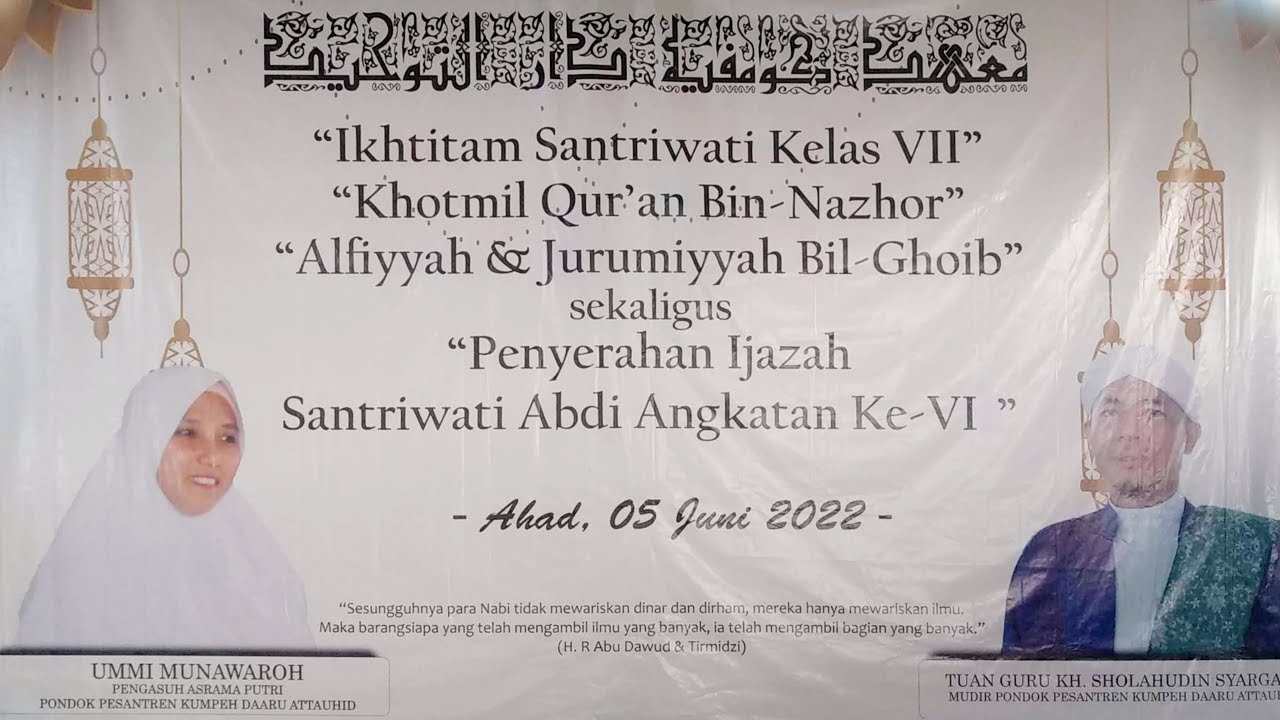 “Ikhtitam Santriwati Kelas VII”
“Khotmil Qur’an Bin-Nazhor”
“Alfiyyah & Jurumiyyah Bil-Ghoib”
sekaligus
“Penyerahan Ijazah
Santriwati Abdi Angkatan Ke-VI ”
- Ahad, 05 Juni 2022 -
“Sesungguhnya para Nabi tidak mewariskan dinar dan dirham, mereka hanya mewariskan ilmu.
Maka barangsiapa yang telah mengambil ilmu yang banyak, ia telah mengambil bagian yang banyak.”
(H. R Abu Dawud & Tirmidzi)
UMMI MUNAWAROH
PENGASUH ASRAMA PUTRI
PONDOK PESANTREN KUMPEH DAARU ATTAUHID
TUAN GURU KH. SHOLAHUDIN SYARGA
MUDIR PONDOK PESANTREN KUMPEH DAARU ATTAUH